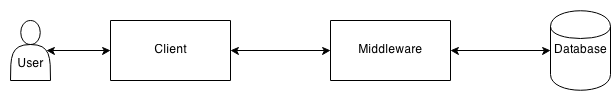 User
Client
Middleware
Database